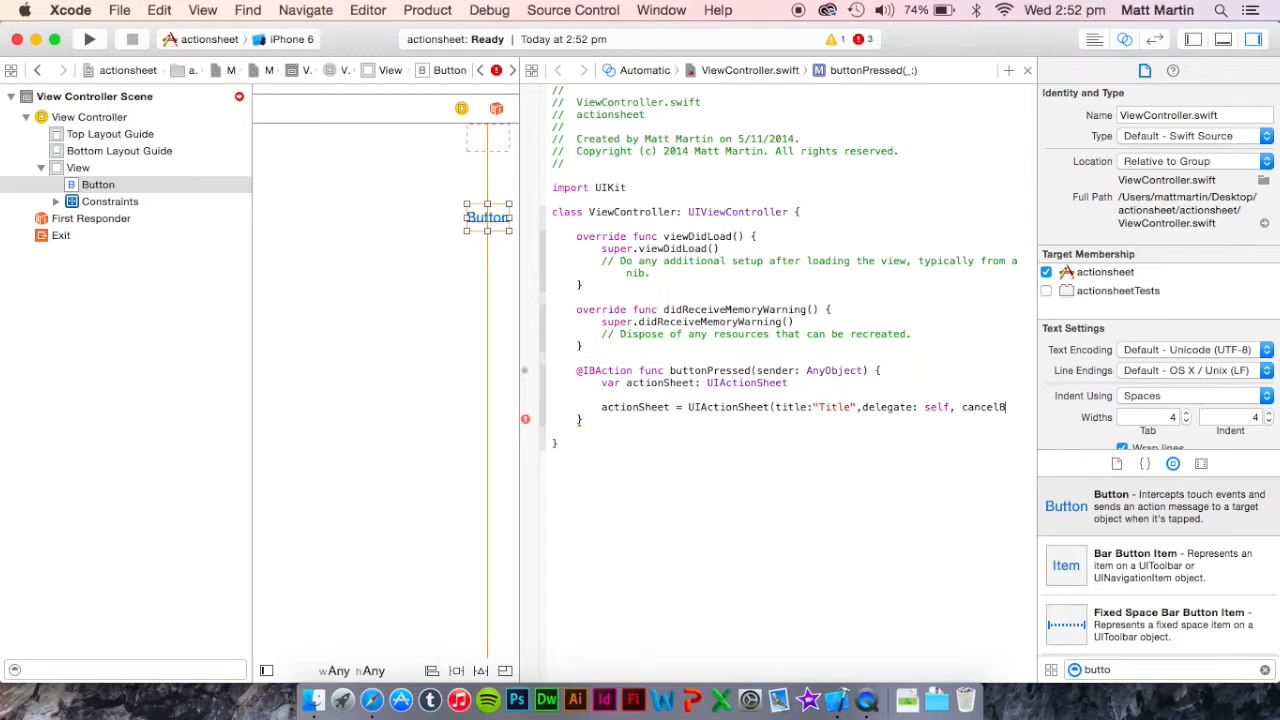 Xcode File Edit View Find Navigate Editor Product Debug Source Control Window Help 74% Wed 2:52 pm Matt Martin
actionsheet iPhone 6 actionsheet: Ready Today at 2:52 pm 1 3
actionsheet a. M M V. V. View B Button Automatic ViewController.swift M buttonPressed(_:)
View Controller Scene
View Controller
Top Layout Guide
Bottom Layout Guide
View
B Button
Constraints
First Responder
Exit
Button
wAny hAny
//
// ViewController.swift
// actionsheet
//
// Created by Matt Martin on 5/11/2014.
// Copyright (c) 2014 Matt Martin. All rights reserved.
//
import UIKit
class ViewController: UIViewController {
override func viewDidLoad() {
super.viewDidLoad()
// Do any additional setup after loading the view, typically from a
nib.
}
override func didReceiveMemoryWarning() {
super.didReceiveMemoryWarning()
// Dispose of any resources that can be recreated.
}
@IBAction func buttonPressed(sender: AnyObject) {
var actionSheet: UIActionSheet
actionSheet = UIActionSheet(title:"Title",delegate: self, cancelB
}
}
Identity and Type
Name ViewController.swift
Type Default - Swift Source
Location Relative to Group
ViewController.swift
Full Path /Users/mattmartin/Desktop/
actionsheet/actionsheet/
ViewController.swift
Target Membership
actionsheet
actionsheetTests
Text Settings
Text Encoding Default - Unicode (UTF-8)
Line Endings Default - OS X / Unix (LF)
Indent Using Spaces
Widths 4 4
Tab Indent
Wrap lines
Button Button - Intercepts touch events and
sends an action message to a target
object when it's tapped.
Item Bar Button Item - Represents an
item on a UIToolbar or
UINavigationItem object.
Fixed Space Bar Button Item -
Represents a fixed space item on a
UIToolbar object.
butto
Ps Dw Ai Id Fl W P X